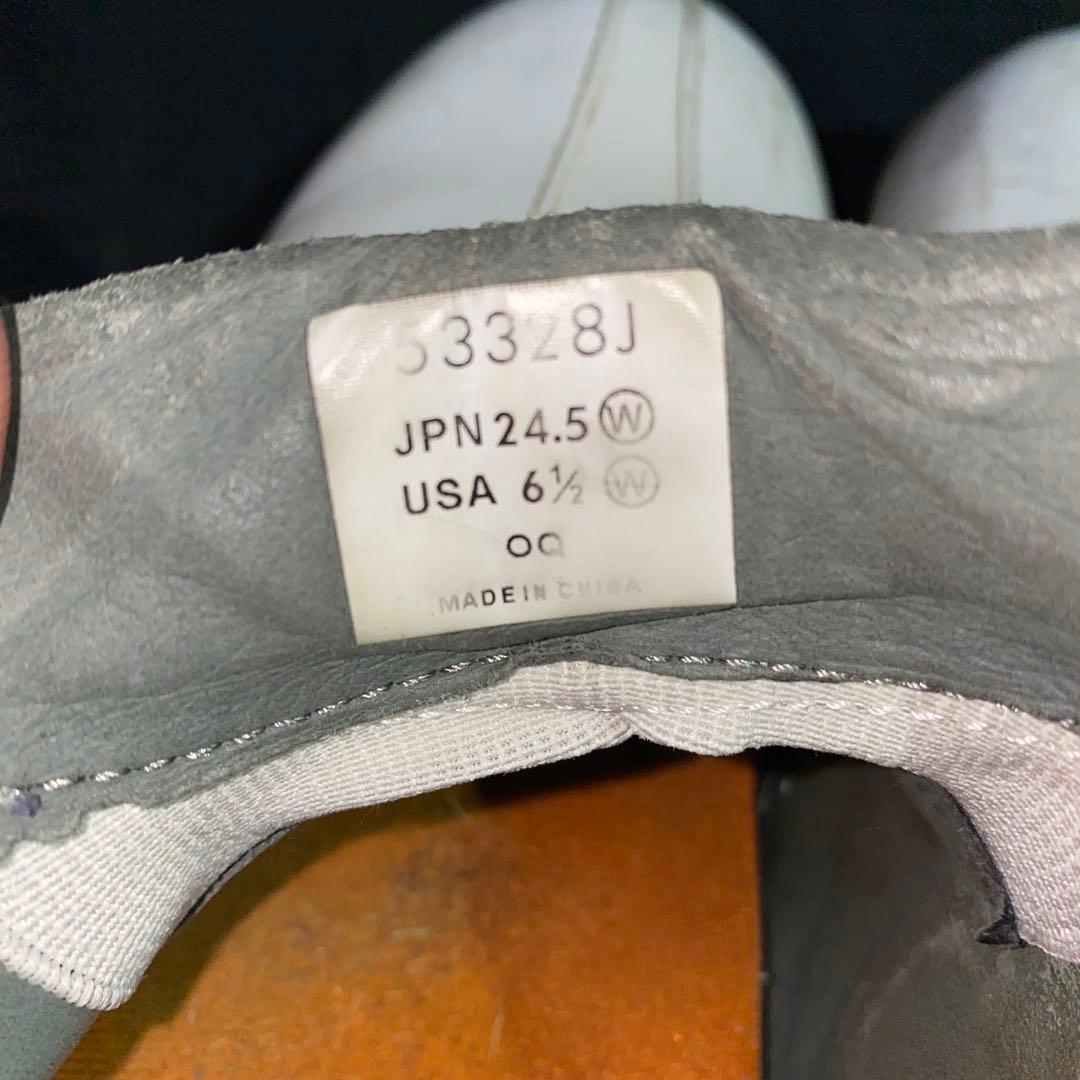 53328J
JPN 24.5 Ⓦ
USA 6½ Ⓦ
OQ
MADE IN CHINA